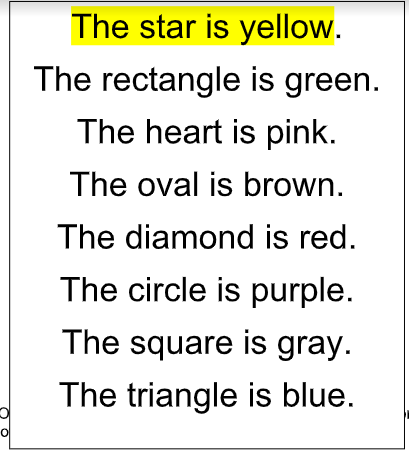 The star is yellow.
The rectangle is green.
The heart is pink.
The oval is brown.
The diamond is red.
The circle is purple.
The square is gray.
The triangle is blue.